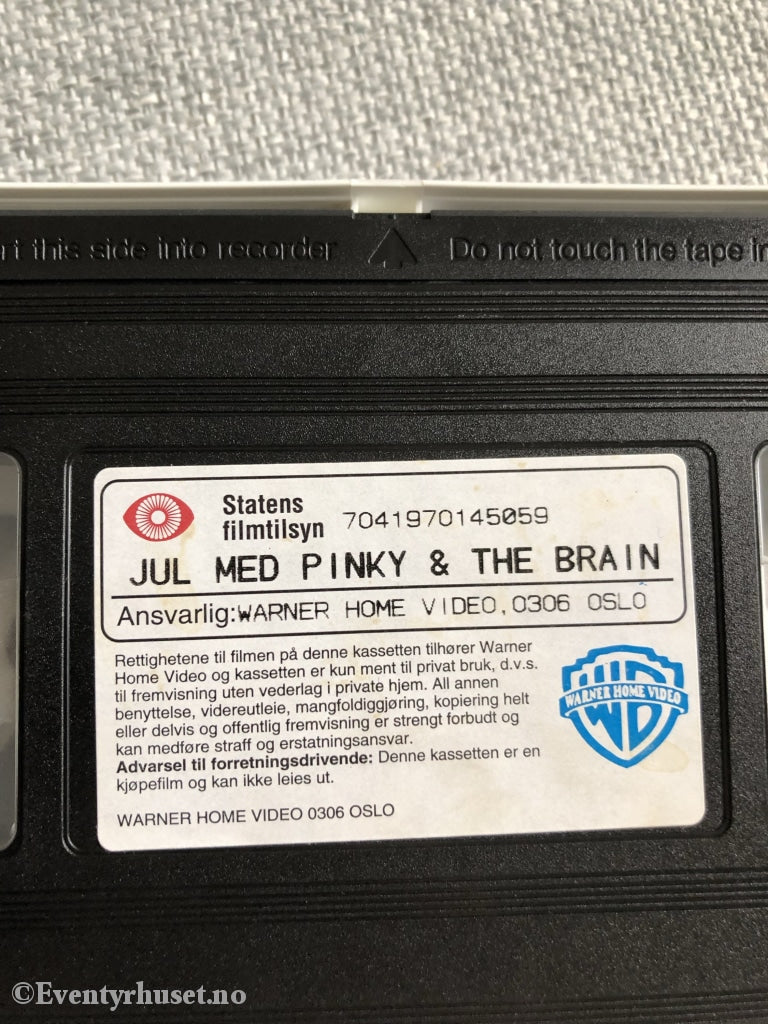 this side into recorder
Do not touch the tape
Statens
filmtilsyn
7041970145059
JUL MED PINKY & THE BRAIN
Ansvarlig: WARNER HOME VIDEO, 0306 OSLO
Rettighetene til filmen på denne kassetten tilhører Warner
Home Video og kassetten er kun ment til privat bruk, d.v.s.
til fremvisning uten vederlag i private hjem. All annen
benyttelse, videreutleie, mangfoldiggjøring, kopiering helt
eller delvis og offentlig fremvisning er strengt forbudt og
kan medføre straff og erstatningsansvar.
Advarsel til forretningsdrivende: Denne kassetten er en
kjøpefilm og kan ikke leies ut.
WARNER HOME VIDEO 0306 OSLO
WB
WARNER HOME VIDEO
©Eventyrhuset.no